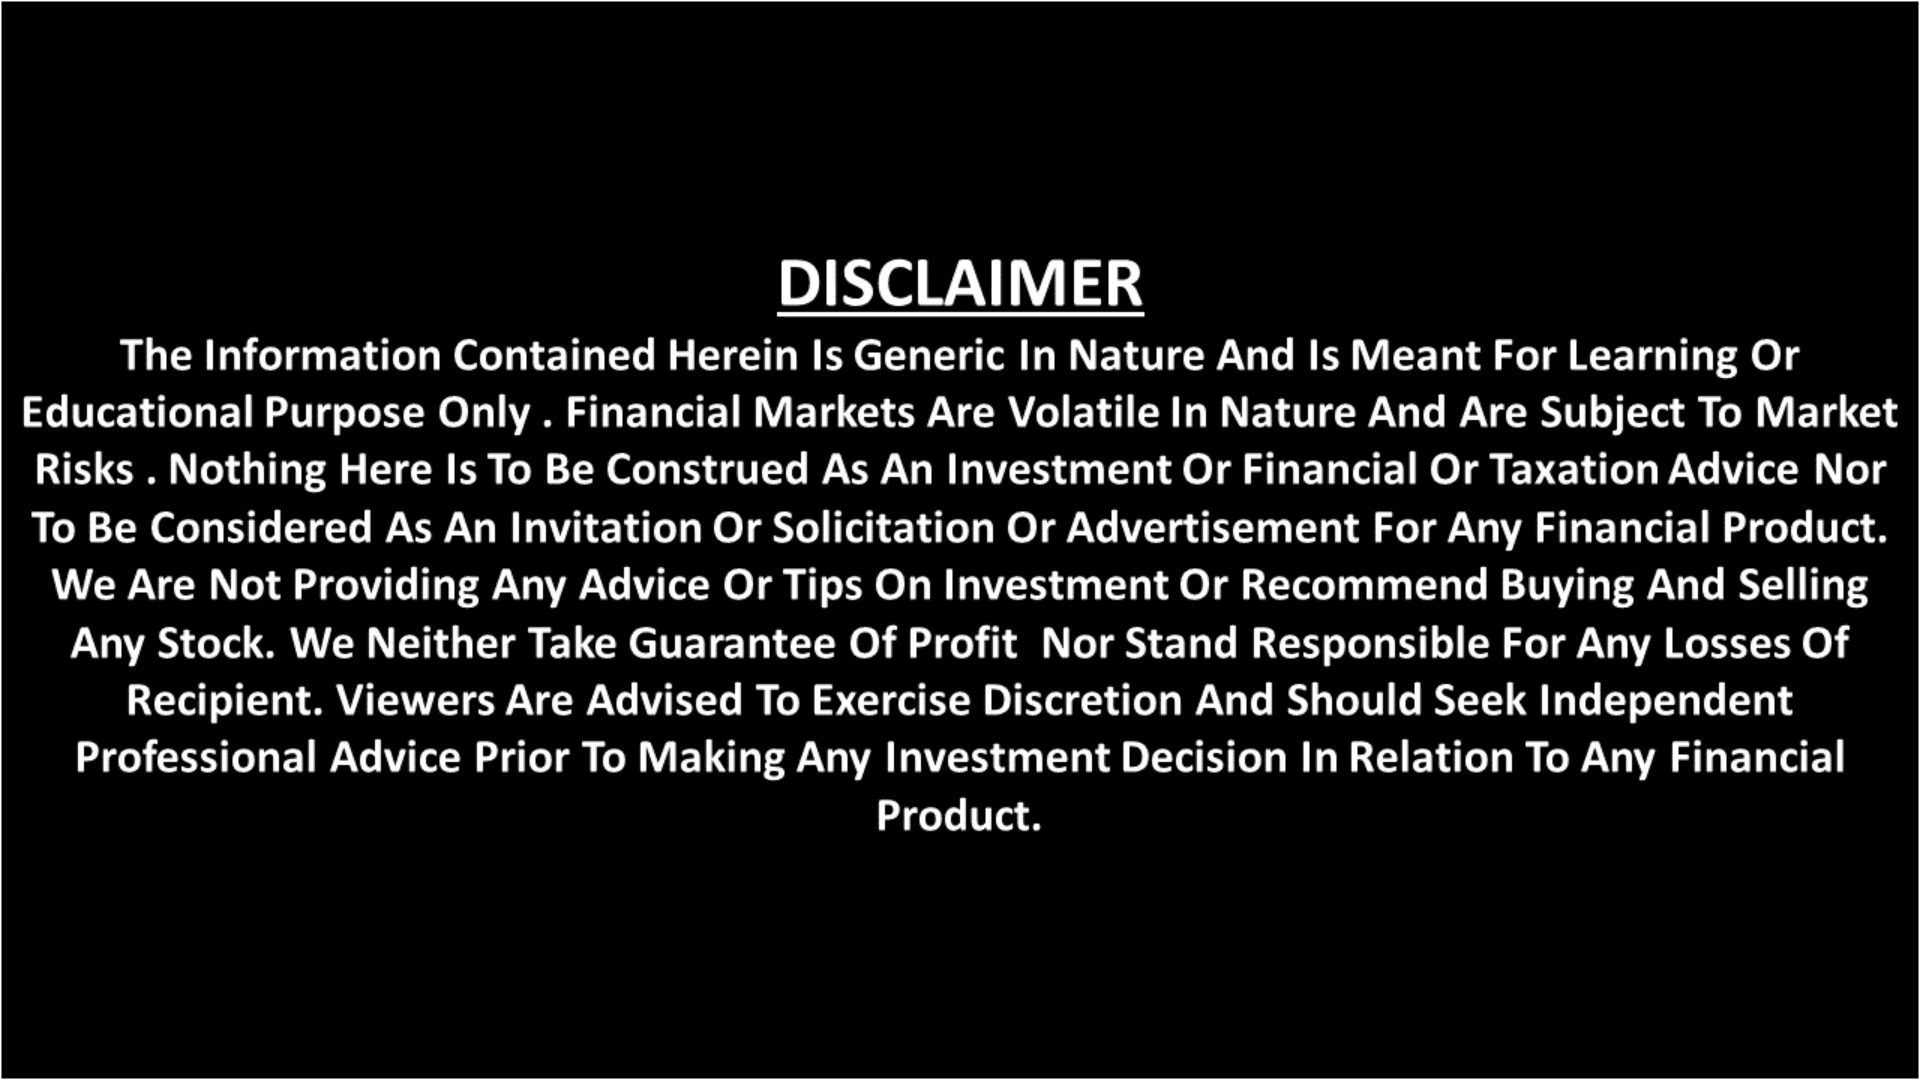 DISCLAIMER
The Information Contained Herein Is Generic In Nature And Is Meant For Learning Or
Educational Purpose Only . Financial Markets Are Volatile In Nature And Are Subject To Market
Risks . Nothing Here Is To Be Construed As An Investment Or Financial Or Taxation Advice Nor
To Be Considered As An Invitation Or Solicitation Or Advertisement For Any Financial Product.
We Are Not Providing Any Advice Or Tips On Investment Or Recommend Buying And Selling
Any Stock. We Neither Take Guarantee Of Profit  Nor Stand Responsible For Any Losses Of
Recipient. Viewers Are Advised To Exercise Discretion And Should Seek Independent
Professional Advice Prior To Making Any Investment Decision In Relation To Any Financial
Product.